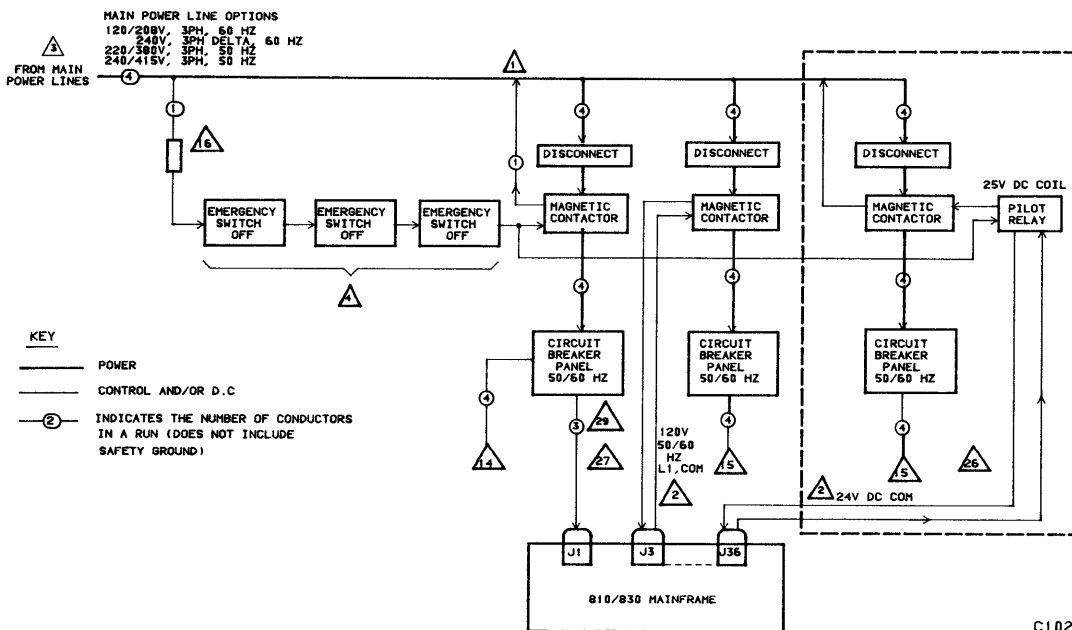 MAIN POWER LINE OPTIONS
120/208V, 3PH, 60 HZ
240V, 3PH DELTA, 60 HZ
220/380V, 3PH, 50 HZ
240/415V, 3PH, 50 HZ
3
FROM MAIN
POWER LINES
4
1
1
16
EMERGENCY
SWITCH
OFF
EMERGENCY
SWITCH
OFF
EMERGENCY
SWITCH
OFF
4
1
4
DISCONNECT
MAGNETIC
CONTACTOR
4
CIRCUIT
BREAKER
PANEL
50/60 HZ
4
14
3
29
27
4
DISCONNECT
MAGNETIC
CONTACTOR
4
CIRCUIT
BREAKER
PANEL
50/60 HZ
4
15
120V
50/60
HZ
L1,COM
2
4
DISCONNECT
MAGNETIC
CONTACTOR
25V DC COIL
PILOT
RELAY
4
CIRCUIT
BREAKER
PANEL
50/60 HZ
4
15
26
2
24V DC COM
KEY
POWER
CONTROL AND/OR D.C
2
INDICATES THE NUMBER OF CONDUCTORS
IN A RUN (DOES NOT INCLUDE
SAFETY GROUND)
J1
J3
J36
810/830 MAINFRAME
C102